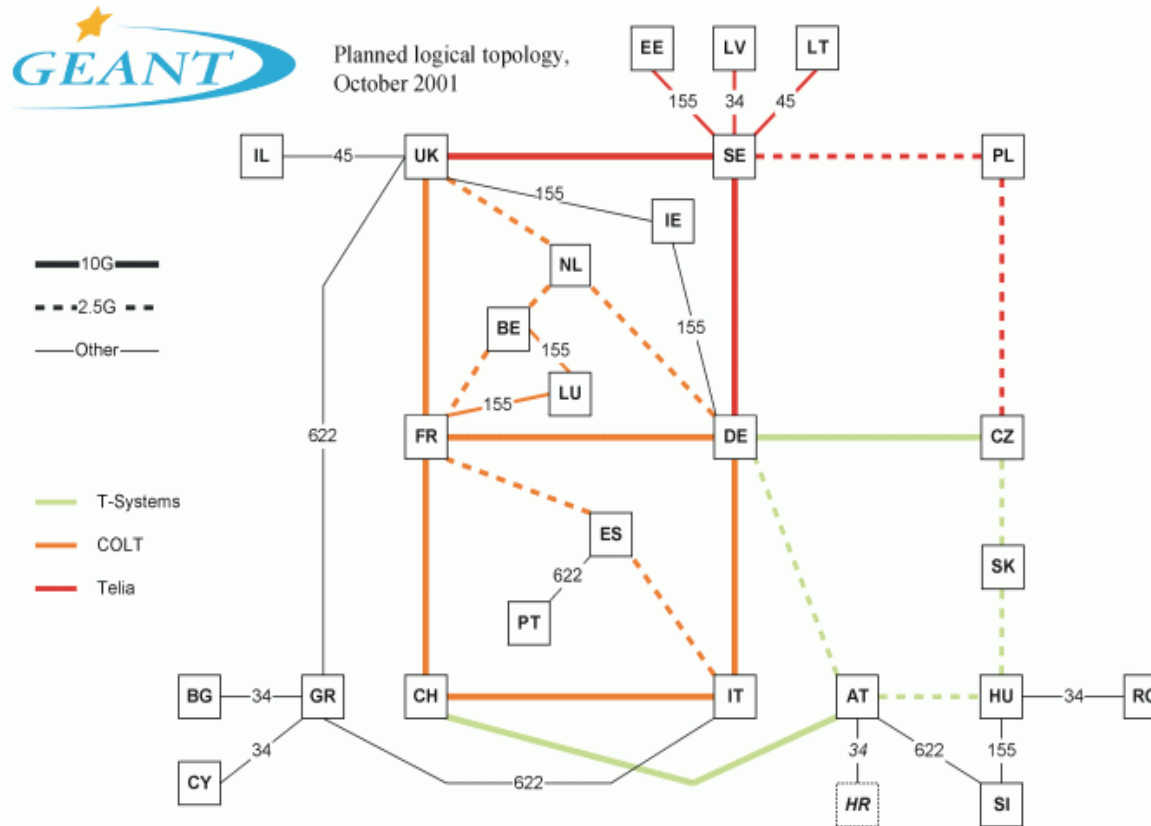 GEANT
Planned logical topology,
October 2001
EE
LV
LT
155
34
45
IL
45
UK
SE
PL
155
IE
10G
NL
2.5G
BE
155
Other
155
LU
155
622
FR
DE
CZ
T-Systems
COLT
ES
SK
622
Telia
PT
BG
34
GR
CH
IT
AT
HU
34
34
34
622
155
CY
622
HR
SI